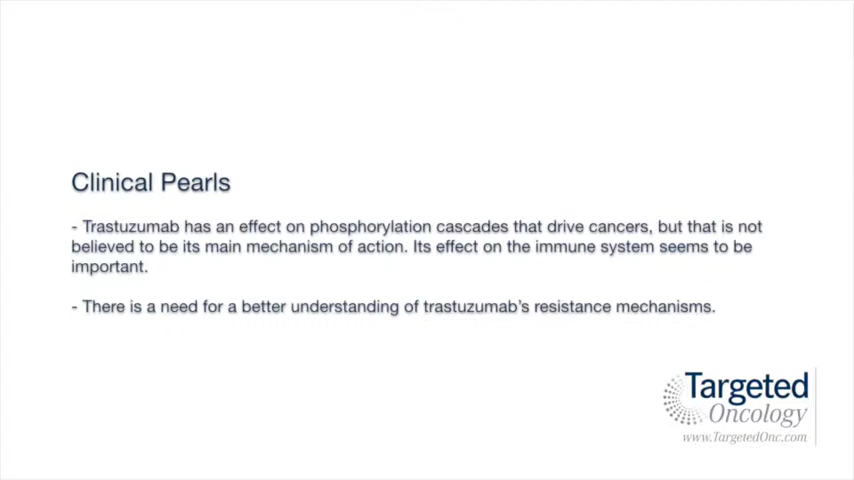 Clinical Pearls
- Trastuzumab has an effect on phosphorylation cascades that drive cancers, but that is not
believed to be its main mechanism of action. Its effect on the immune system seems to be
important.
- There is a need for a better understanding of trastuzumab's resistance mechanisms.
Targeted
Oncology
www.TargetedOnc.com